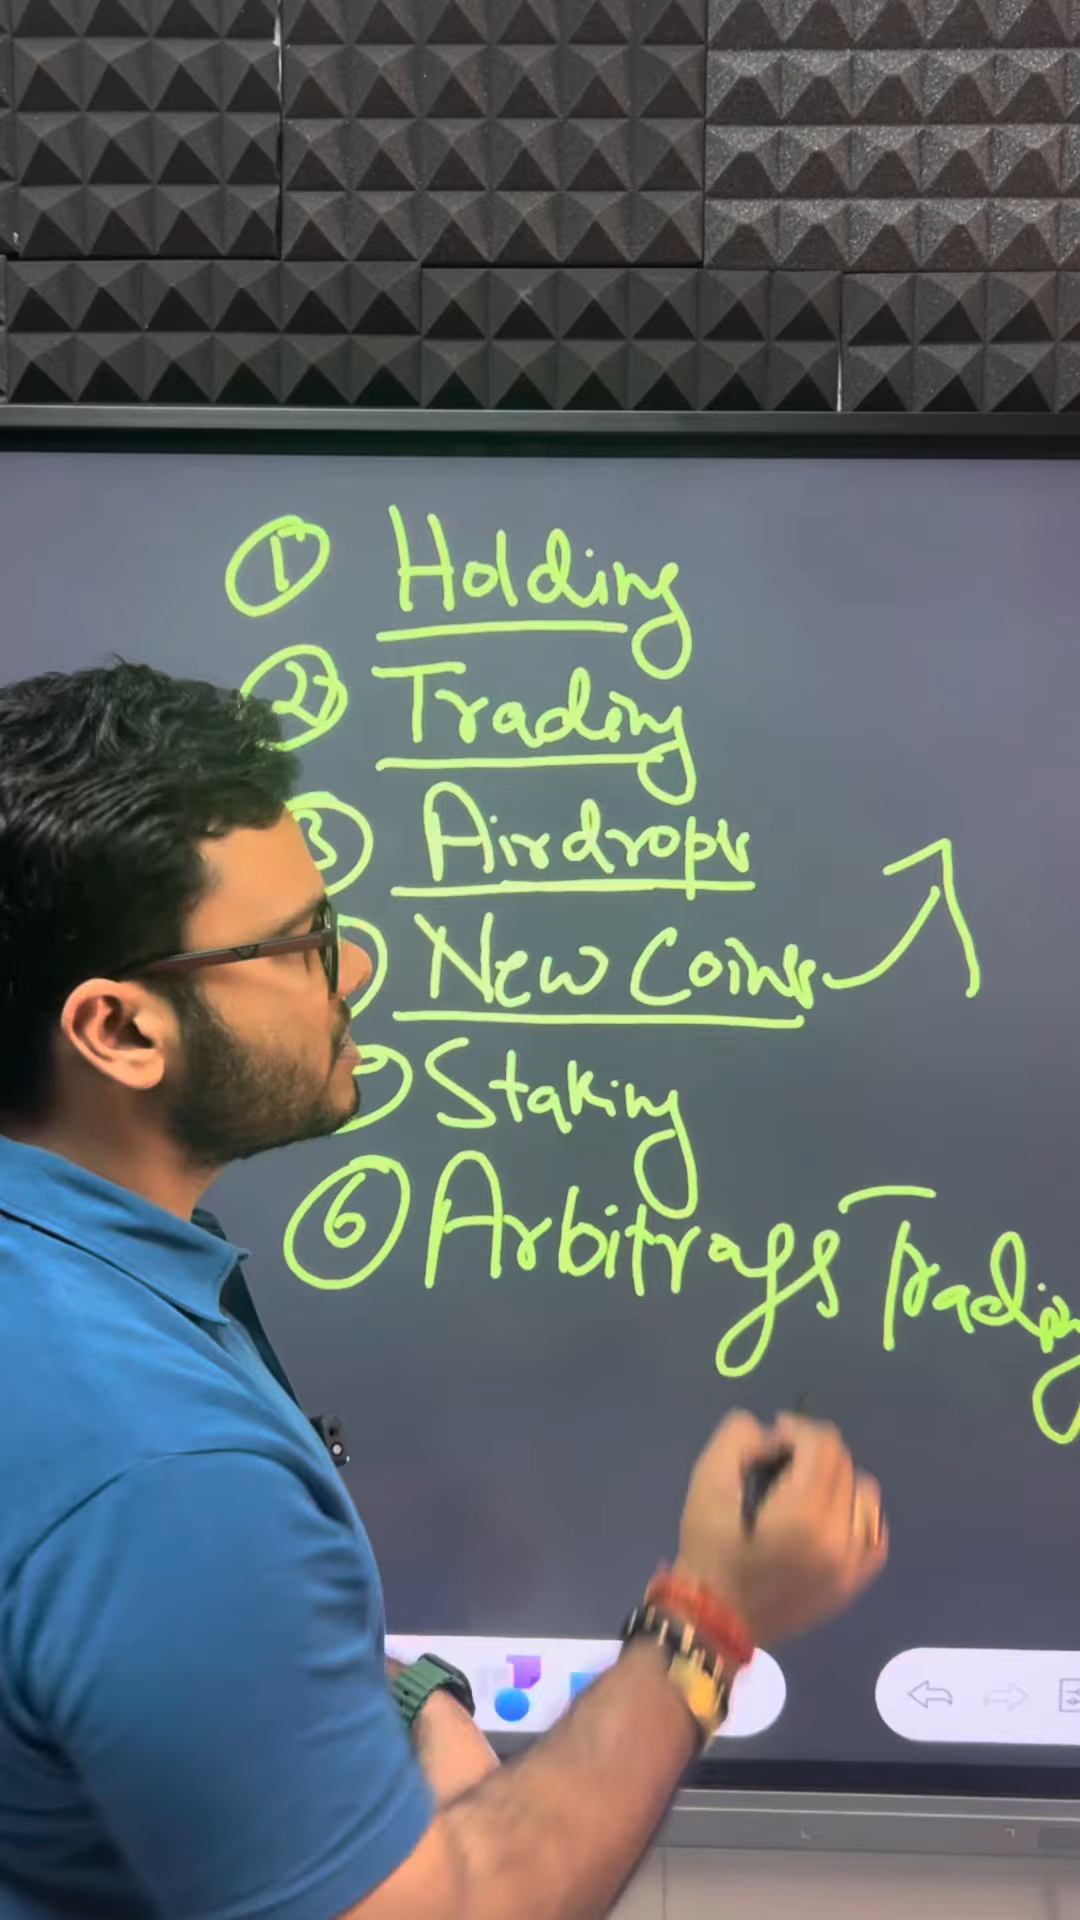 ① Holding
② Trading
3 Airdrops
New Coins
Staking
⑥ Arbitrage Trading